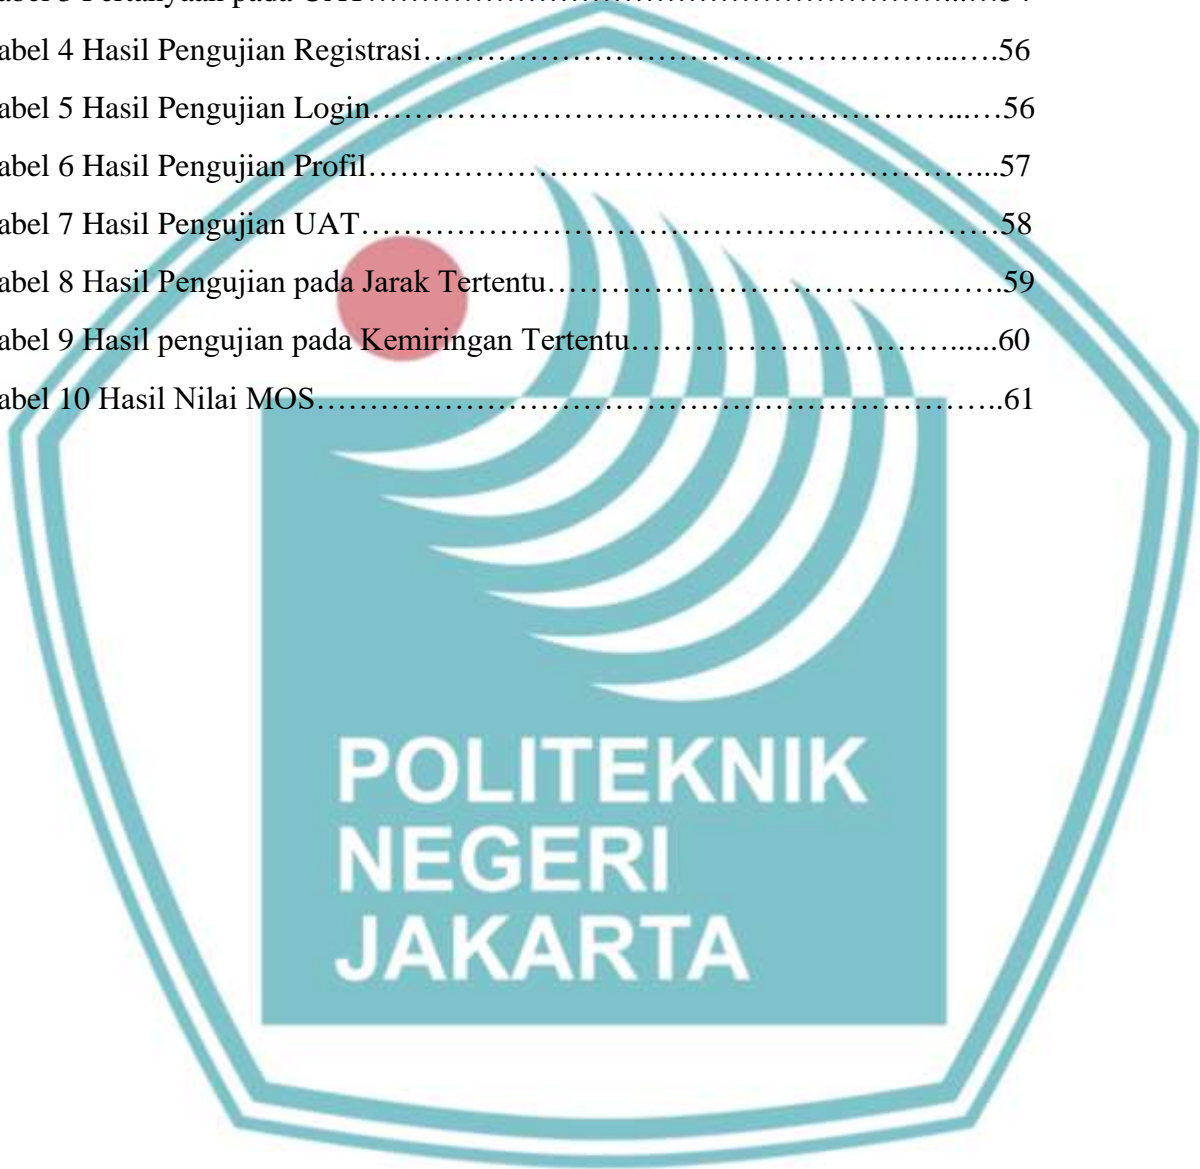 abel 4 Hasil Pengujian Registrasi…………………………………………...….56
abel 5 Hasil Pengujian Login………………………………………………...…56
abel 6 Hasil Pengujian Profil…………………………………………………...57
abel 7 Hasil Pengujian UAT……………………………………………………58
abel 8 Hasil Pengujian pada Jarak Tertentu…………………………………….59
abel 9 Hasil pengujian pada Kemiringan Tertentu…………………………......60
abel 10 Hasil Nilai MOS……………………………………………………….61
POLITEKNIK
NEGERI
JAKARTA